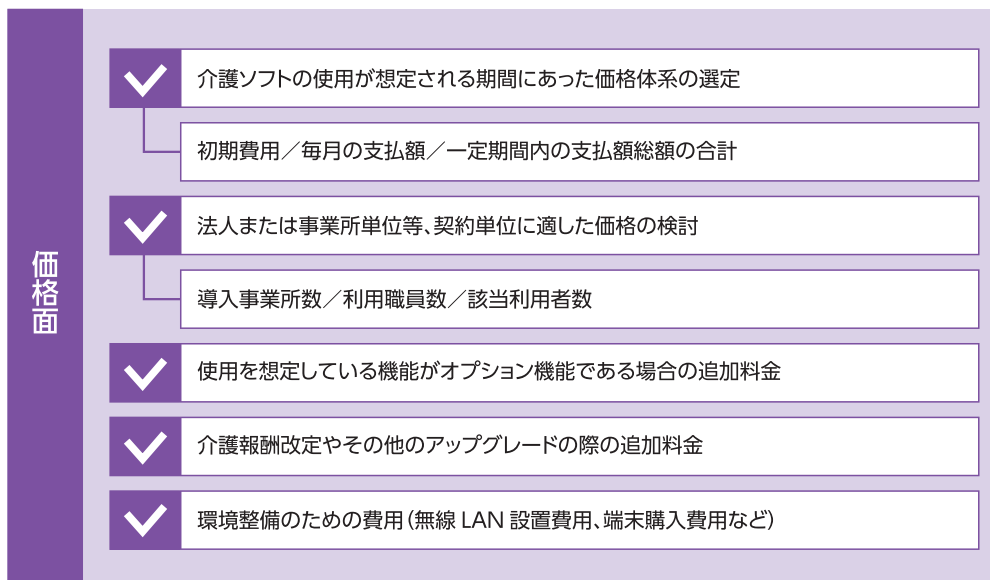 価格面
介護ソフトの使用が想定される期間にあった価格体系の選定
初期費用／毎月の支払額／一定期間内の支払額総額の合計
法人または事業所単位等、契約単位に適した価格の検討
導入事業所数／利用職員数／該当利用者数
使用を想定している機能がオプション機能である場合の追加料金
介護報酬改定やその他のアップグレードの際の追加料金
環境整備のための費用（無線 LAN 設置費用、端末購入費用など）